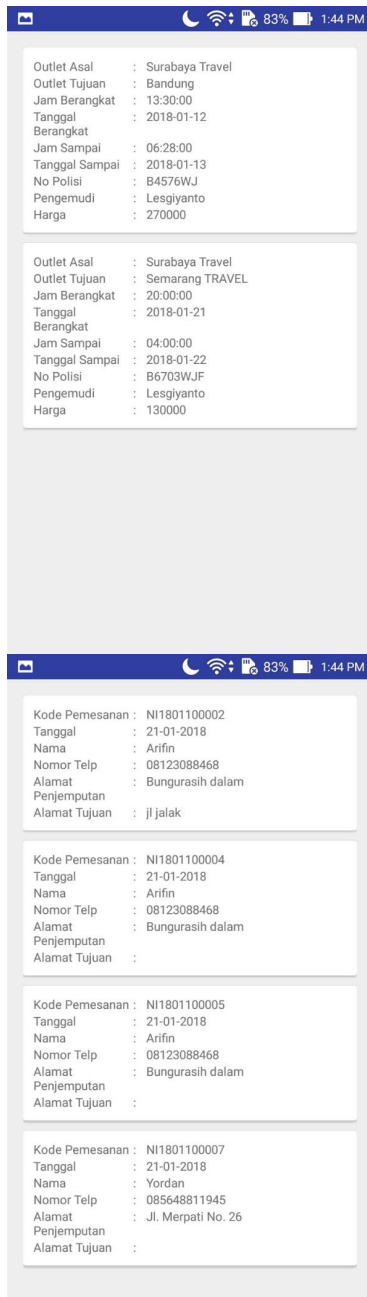 83% 1:44 PM
Outlet Asal : Surabaya Travel
Outlet Tujuan : Bandung
Jam Berangkat : 13:30:00
Tanggal : 2018-01-12
Berangkat
Jam Sampai : 06:28:00
Tanggal Sampai : 2018-01-13
No Polisi : B4576WJ
Pengemudi : Lesgiyanto
Harga : 270000
Outlet Asal : Surabaya Travel
Outlet Tujuan : Semarang TRAVEL
Jam Berangkat : 20:00:00
Tanggal : 2018-01-21
Berangkat
Jam Sampai : 04:00:00
Tanggal Sampai : 2018-01-22
No Polisi : B6703WJF
Pengemudi : Lesgiyanto
Harga : 130000
83% 1:44 PM
Kode Pemesanan : NI1801100002
Tanggal : 21-01-2018
Nama : Arifin
Nomor Telp : 08123088468
Alamat : Bungurasih dalam
Penjemputan
Alamat Tujuan : jl jalak
Kode Pemesanan : NI1801100004
Tanggal : 21-01-2018
Nama : Arifin
Nomor Telp : 08123088468
Alamat : Bungurasih dalam
Penjemputan
Alamat Tujuan :
Kode Pemesanan : NI1801100005
Tanggal : 21-01-2018
Nama : Arifin
Nomor Telp : 08123088468
Alamat : Bungurasih dalam
Penjemputan
Alamat Tujuan :
Kode Pemesanan : NI1801100007
Tanggal : 21-01-2018
Nama : Yordan
Nomor Telp : 085648811945
Alamat : Jl. Merpati No. 26
Penjemputan
Alamat Tujuan :